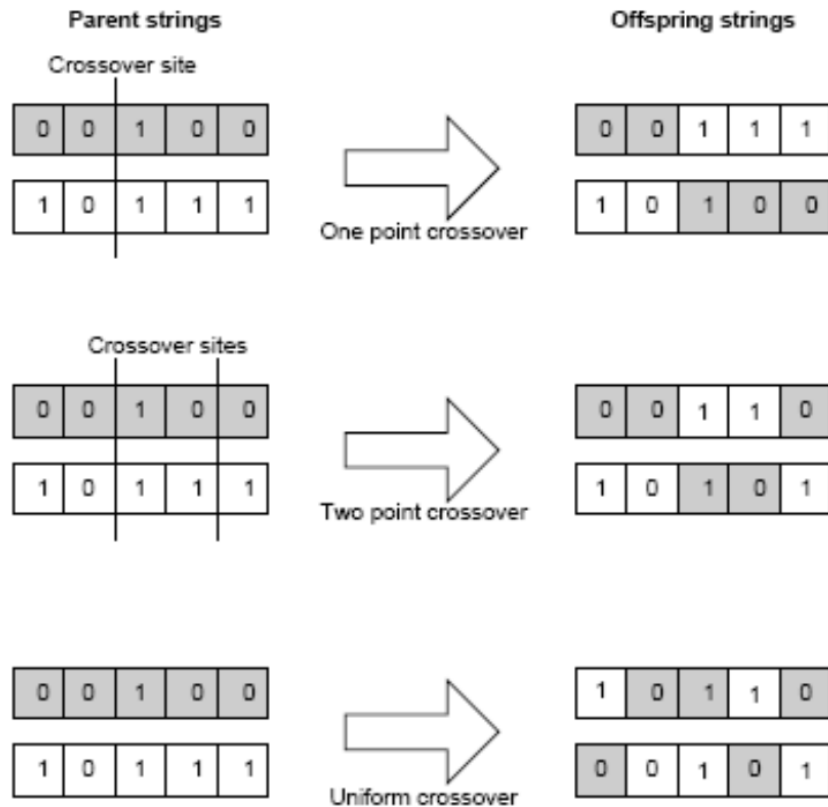 Parent strings Offspring strings
Crossover site
0 0 1 0 0 0 0 1 1 1
1 0 1 1 1 1 0 1 0 0
One point crossover
Crossover sites
0 0 1 0 0 0 0 1 1 0
1 0 1 1 1 1 0 1 0 1
Two point crossover
0 0 1 0 0 1 0 1 1 0
1 0 1 1 1 0 0 1 0 1
Uniform crossover